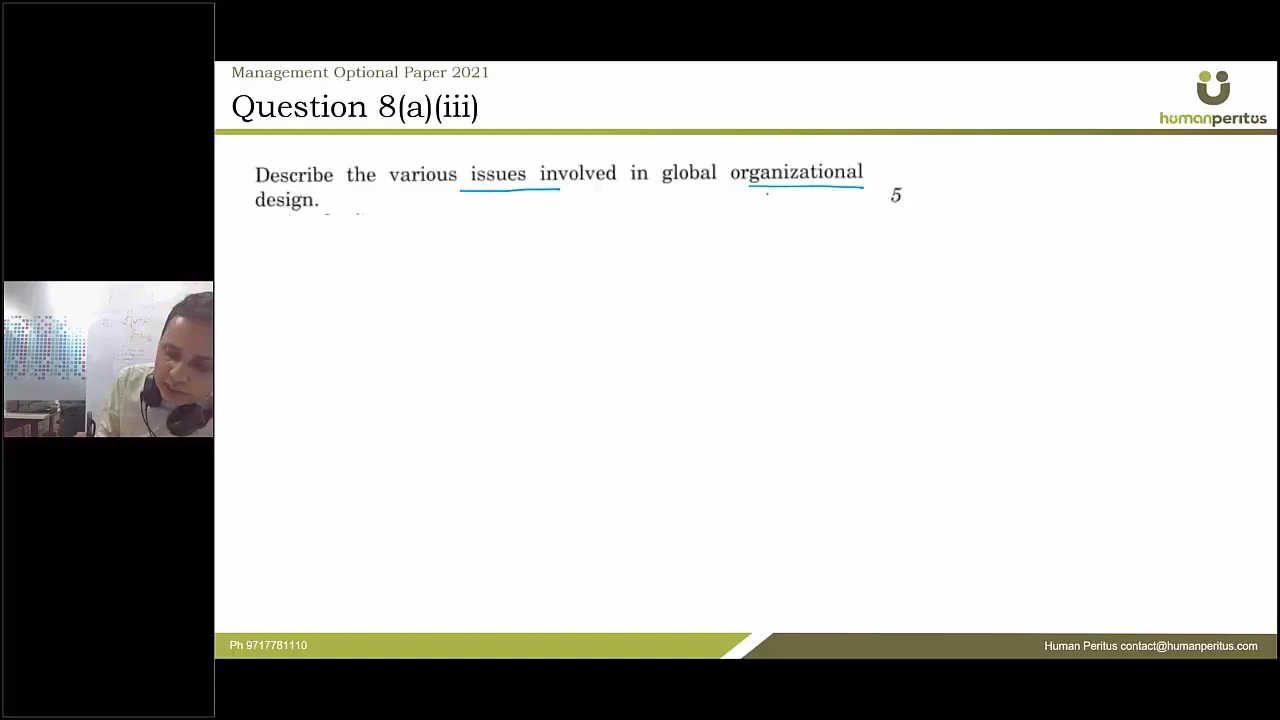 Management Optional Paper 2021
Question 8(a)(iii)
humanperitus
Describe the various issues involved in global organizational
design.
5
Ph 9717781110
Human Peritus contact@humanperitus.com